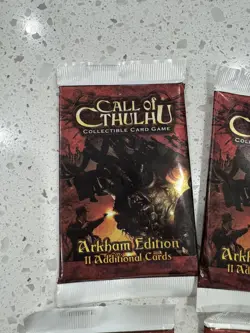 CALL OF
CTHULHU
COLLECTIBLE CARD GAME
Arkham Edition
11 Additional Cards